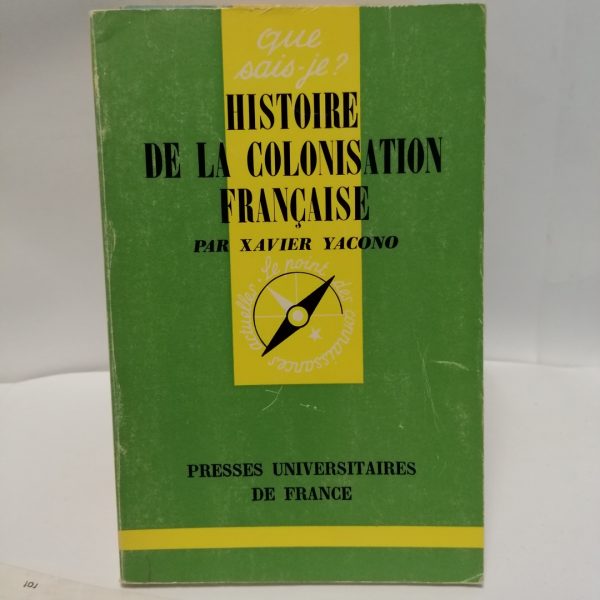 que
sais-je?
HISTOIRE
DE LA COLONISATION
FRANÇAISE
PAR XAVIER YACONO
Le point des connaissances actuelles
PRESSES UNIVERSITAIRES
DE FRANCE